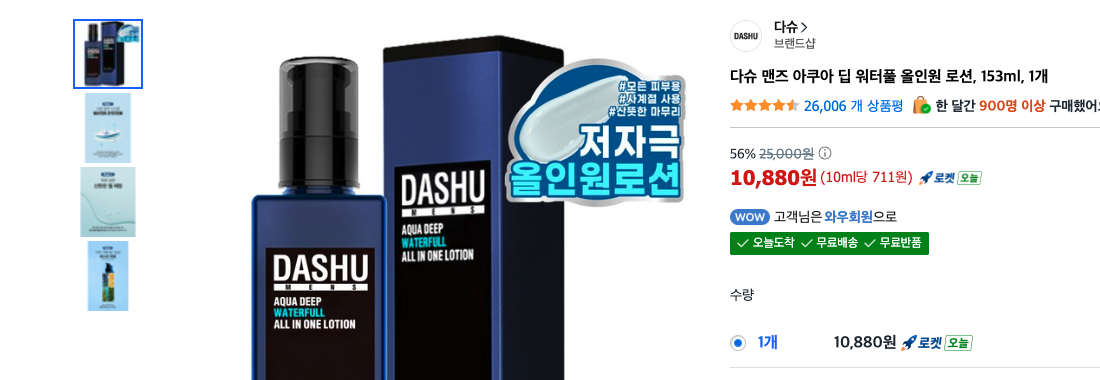 #모든 피부용
#사계절 사용
#산뜻한 마무리
저자극
올인원로션
DASHU
MENS
AQUA DEEP
WATERFULL
ALL IN ONE LOTION
DASHU
MENS
AQUA DEEP
WATERFULL
ALL IN ONE LOTION
DASHU
다슈
브랜드샵
다슈 맨즈 아쿠아 딥 워터풀 올인원 로션, 153ml, 1개
26,006 개 상품평 한 달간 900명 이상 구매했어요
56% 25,000원
10,880원 (10ml당 711원) 로켓 오늘
WOW 고객님은 와우회원으로
오늘도착 무료배송 무료반품
수량
1개 10,880원 로켓 오늘